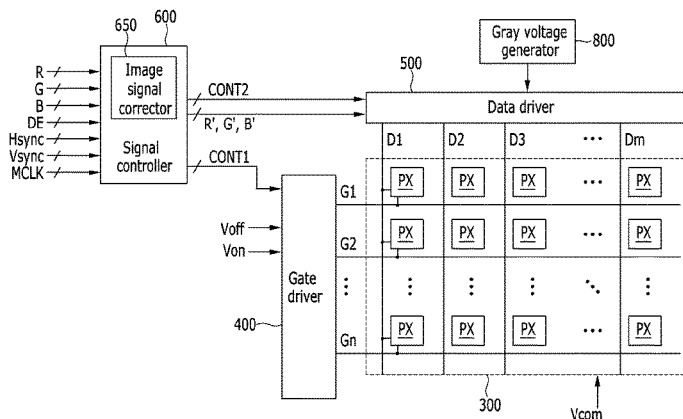 600
650
Gray voltage
generator
800
500
R
G
B
DE
Hsync
Vsync
MCLK
Image
signal
corrector
Signal
controller
CONT2
R', G', B'
CONT1
Data driver
D1 D2 D3 ··· Dm
G1 PX PX PX ··· PX
Voff
Von
G2 PX PX PX ··· PX
Gate
driver
400
Gn PX PX PX ··· PX
300
Vcom